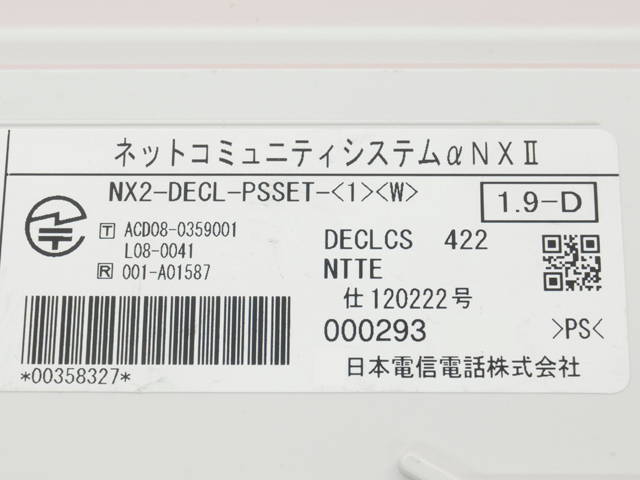 ネットコミュニティシステムαNXⅡ
NX2-DECL-PSSET-<1><W>
1.9-D
T ACD08-0359001
L08-0041
R 001-A01587
DECLCS 422
NTTE
仕120222号
000293
>PS<
*00358327*
日本電信電話株式会社